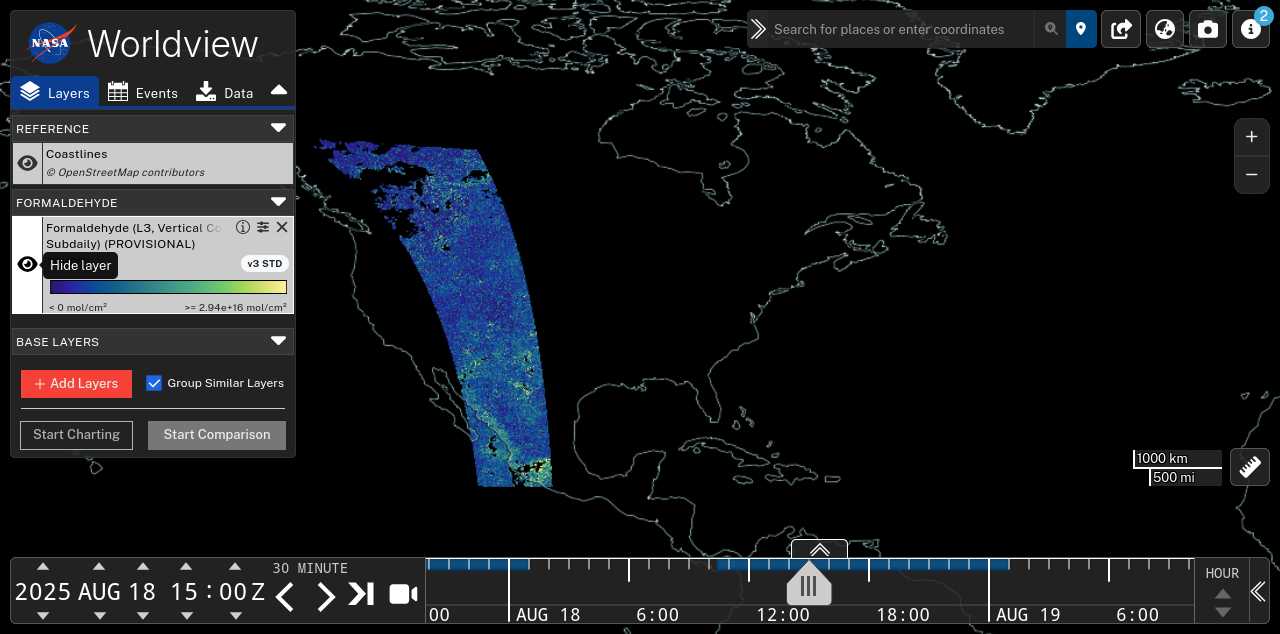 NASA Worldview
Search for places or enter coordinates
2
Layers Events Data
REFERENCE
Coastlines
© OpenStreetMap contributors
FORMALDEHYDE
Formaldehyde (L3, Vertical Co
Subdaily) (PROVISIONAL)
Hide layer
v3 STD
< 0 mol/cm² >= 2.94e+16 mol/cm²
BASE LAYERS
+ Add Layers Group Similar Layers
Start Charting Start Comparison
1000 km
500 mi
30 MINUTE
2025 AUG 18 15 : 00 Z
HOUR
00 AUG 18 6:00 12:00 18:00 AUG 19 6:00